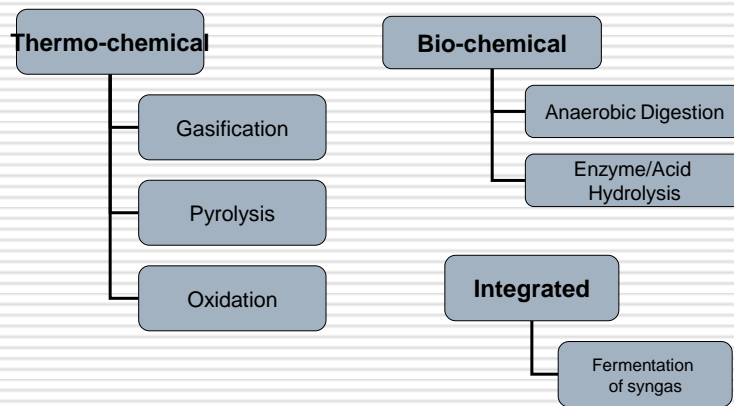 Thermo-chemical
Gasification
Pyrolysis
Oxidation
Bio-chemical
Anaerobic Digestion
Enzyme/Acid
Hydrolysis
Integrated
Fermentation
of syngas